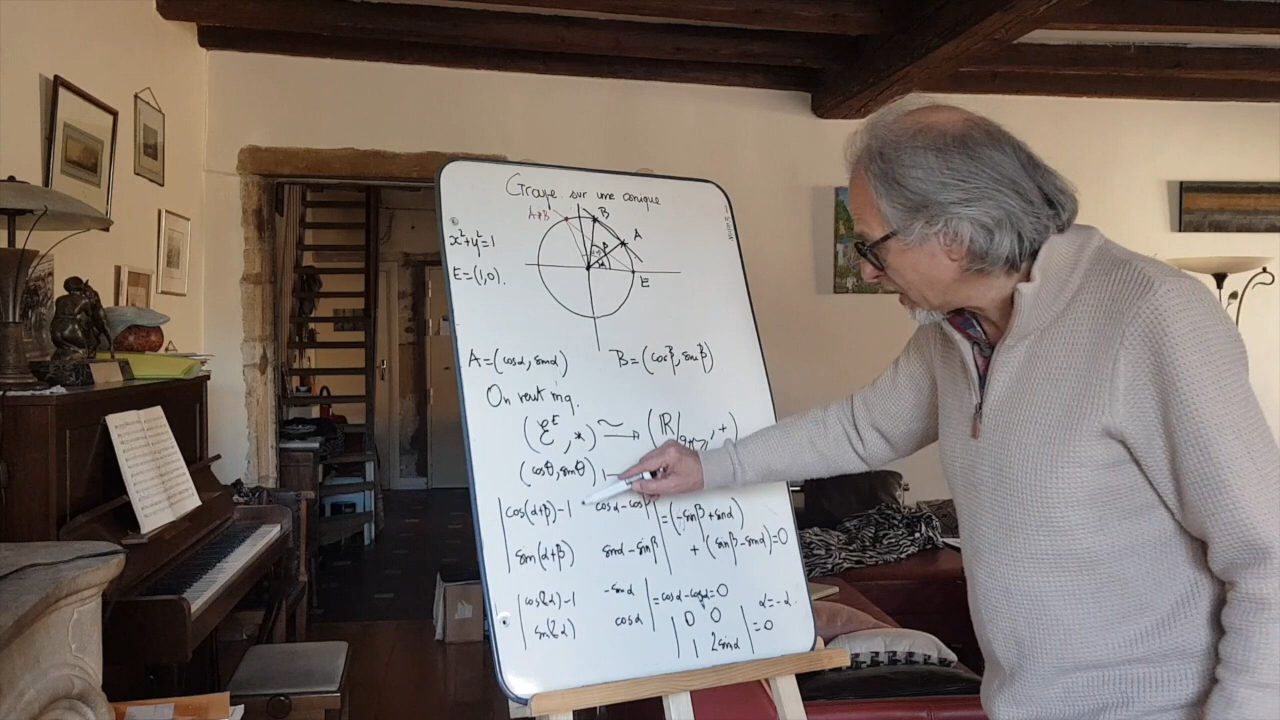 Groupe sur une conique
A*B
B
A
x²+y²=1
E=(1,0).
β
α
E
A=(cosα, sinα) B=(cosβ, sinβ)
On veut mq.
(ℰᴱ, *) ⥲ (ℝ/2πℤ, +)
(cosθ, sinθ) ↦
|cos(α+β)-1 cosα-cosβ| =(-sinβ+sinα)
|sin(α+β) sinα-sinβ| +(sinβ-sinα)=0
|cos(2α)-1 -sinα| =cosα-cosα=0
|sin(2α) cosα|
α=-α
|0 0|
|1 2sinα| =0